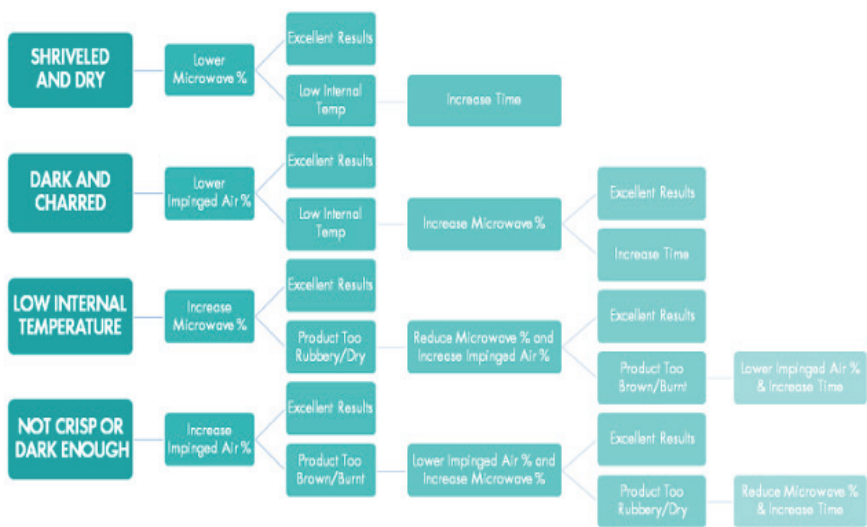 SHRIVELED
AND DRY
Lower
Microwave %
Excellent Results
Low Internal
Temp
Increase Time
DARK AND
CHARRED
Lower
Impinged Air %
Excellent Results
Low Internal
Temp
Increase Microwave %
Excellent Results
Increase Time
LOW INTERNAL
TEMPERATURE
Increase
Microwave %
Excellent Results
Product Too
Rubbery/Dry
Reduce Microwave % and
Increase Impinged Air %
Excellent Results
Product Too
Brown/Burnt
Lower Impinged Air %
& Increase Time
NOT CRISP OR
DARK ENOUGH
Increase
Impinged Air %
Excellent Results
Product Too
Brown/Burnt
Lower Impinged Air % and
Increase Microwave %
Excellent Results
Product Too
Rubbery/Dry
Reduce Microwave %
& Increase Time